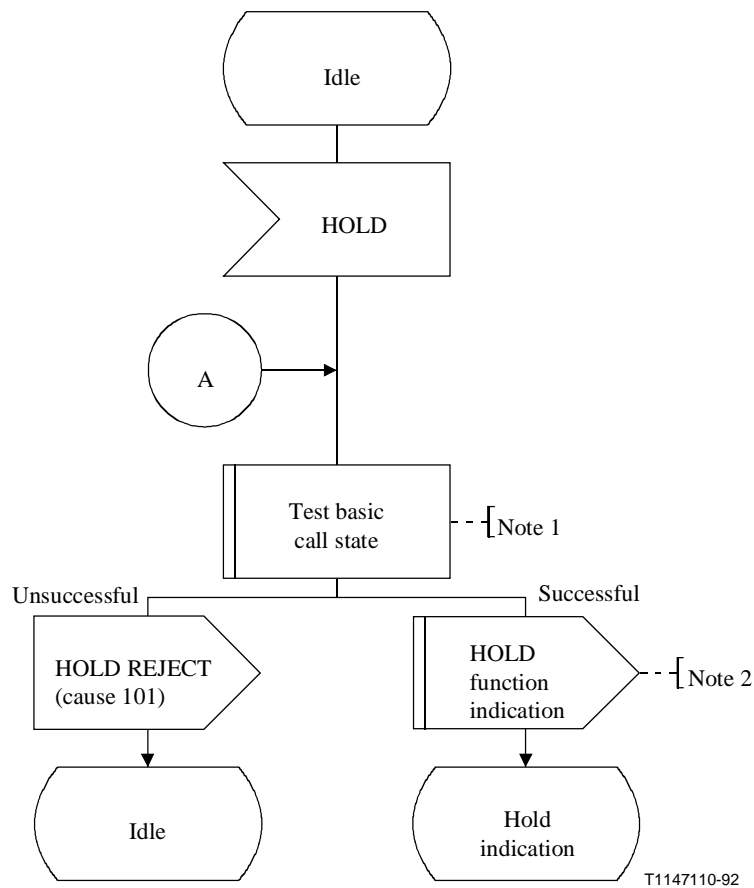 Idle
HOLD
A
Test basic
call state
Note 1
Unsuccessful
Successful
HOLD REJECT
(cause 101)
HOLD
function
indication
Note 2
Idle
Hold
indication
T1147110-92